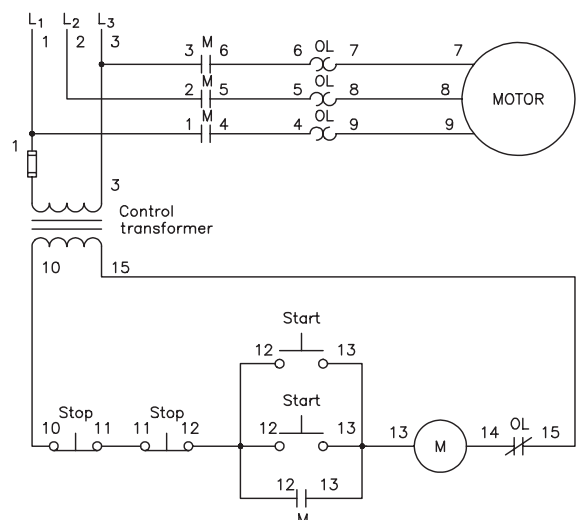 L1 L2 L3
1 2 3
3 M 6 6 OL 7 7
2 M 5 5 OL 8 8 MOTOR
1 M 4 4 OL 9 9
1
3
Control
transformer
10 15
Start
12 13
Start
12 13
10 Stop 11 11 Stop 12 13 M 14 OL 15
12 13
M